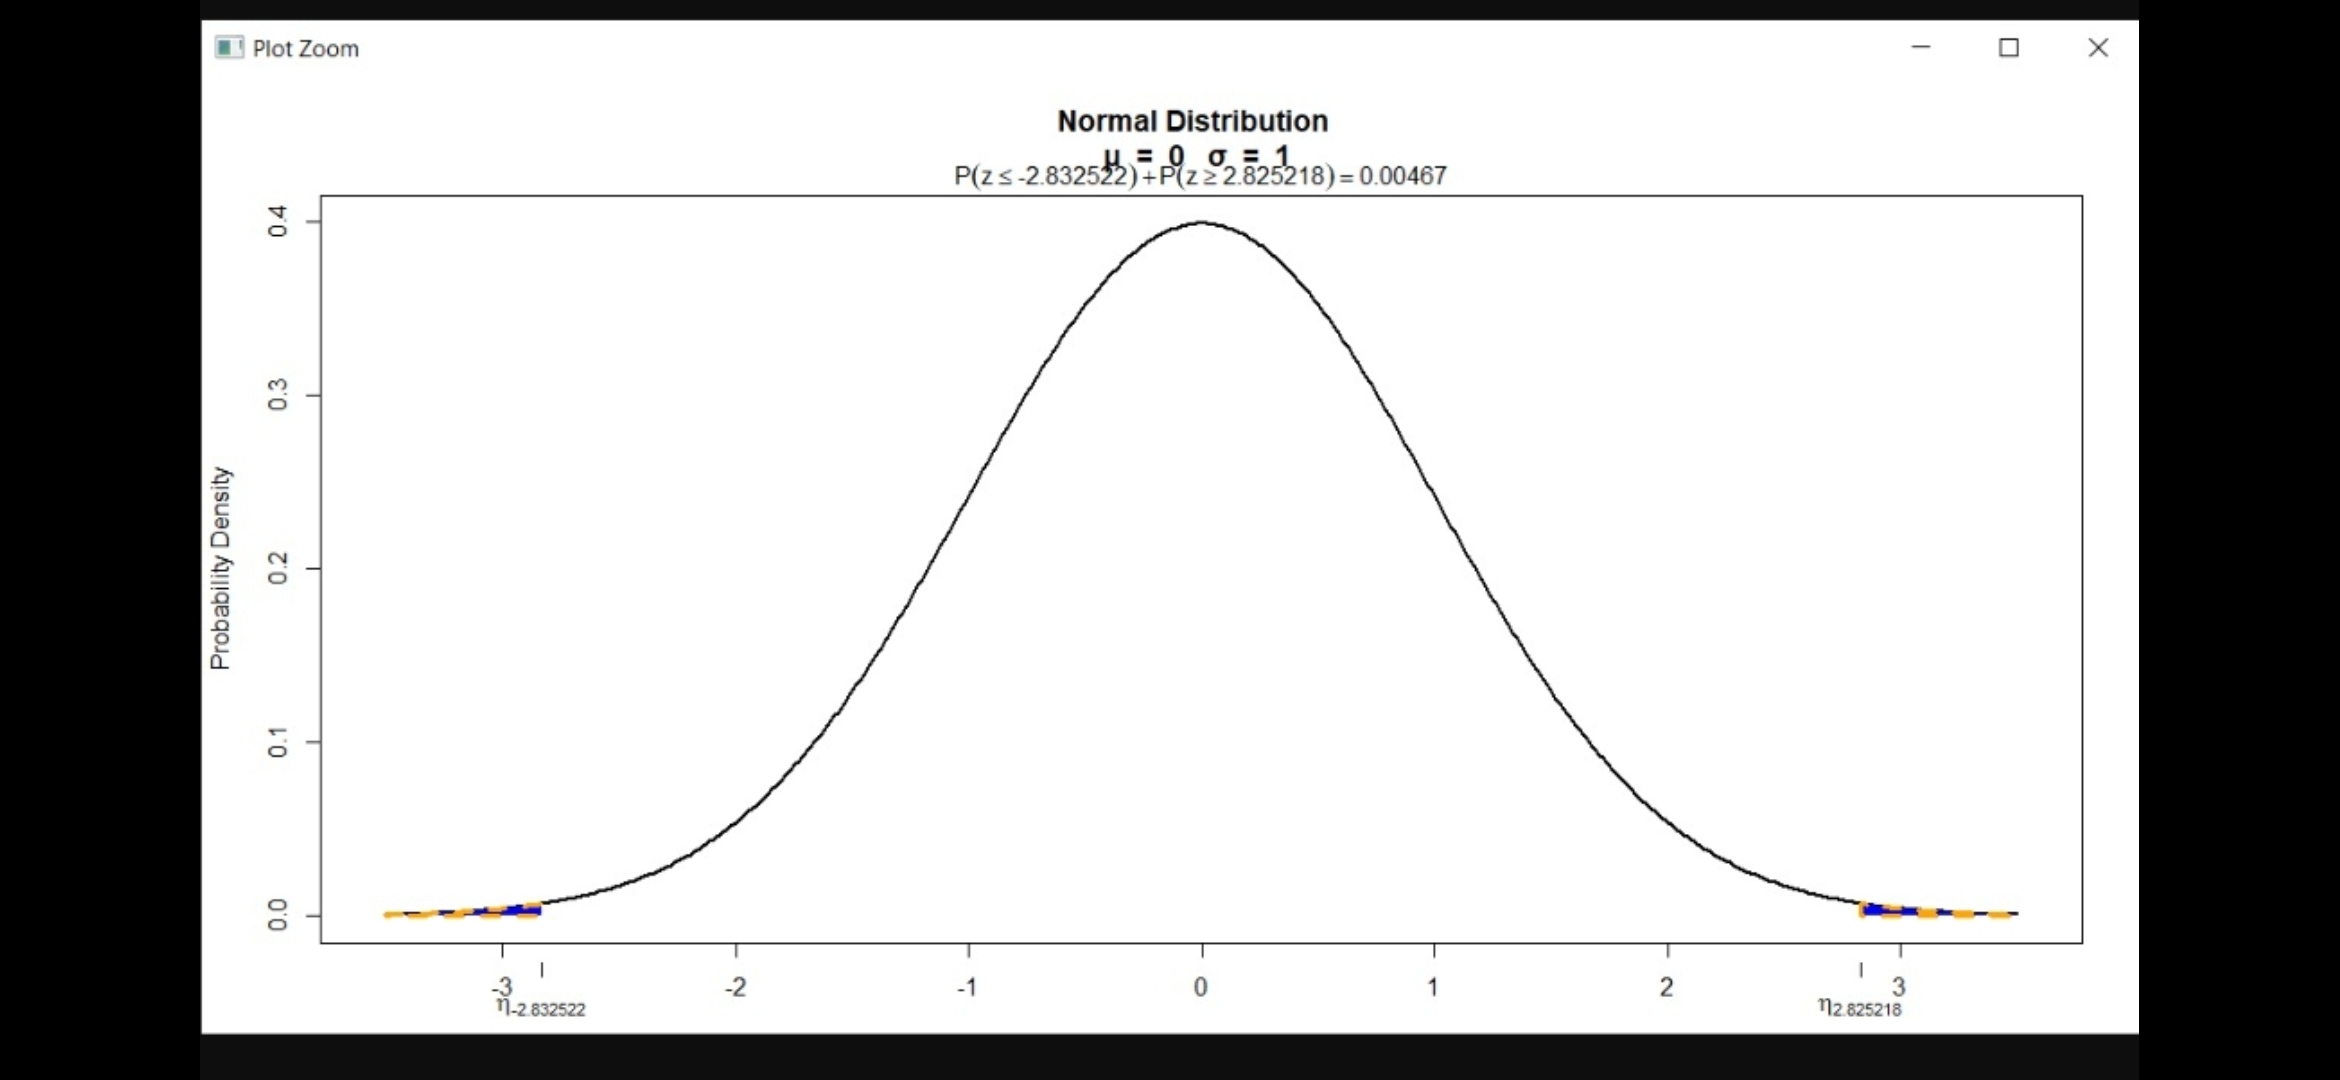 Plot Zoom
Normal Distribution
μ = 0 σ = 1
P(z ≤ -2.832522)+P(z ≥ 2.825218) = 0.00467
Probability Density
0.4
0.3
0.2
0.1
0.0
-3 -2 -1 0 1 2 3
η-2.832522 η2.825218